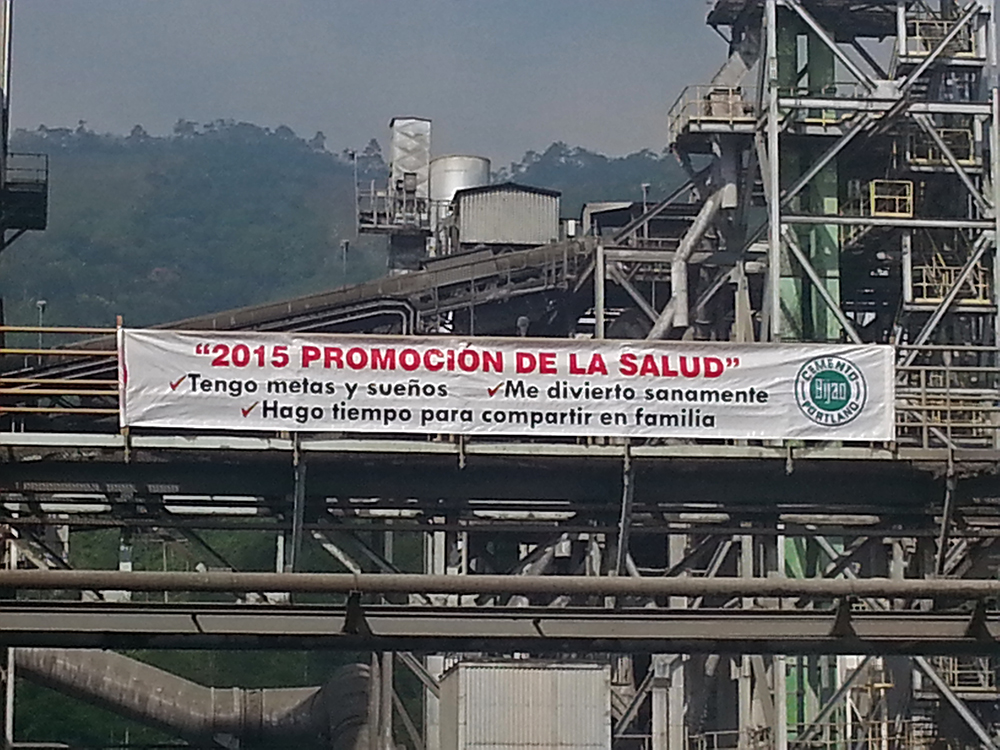 “2015 PROMOCIÓN DE LA SALUD”
✓Tengo metas y sueños ✓Me divierto sanamente
✓Hago tiempo para compartir en familia
CEMENTO
Bijao
PORTLAND